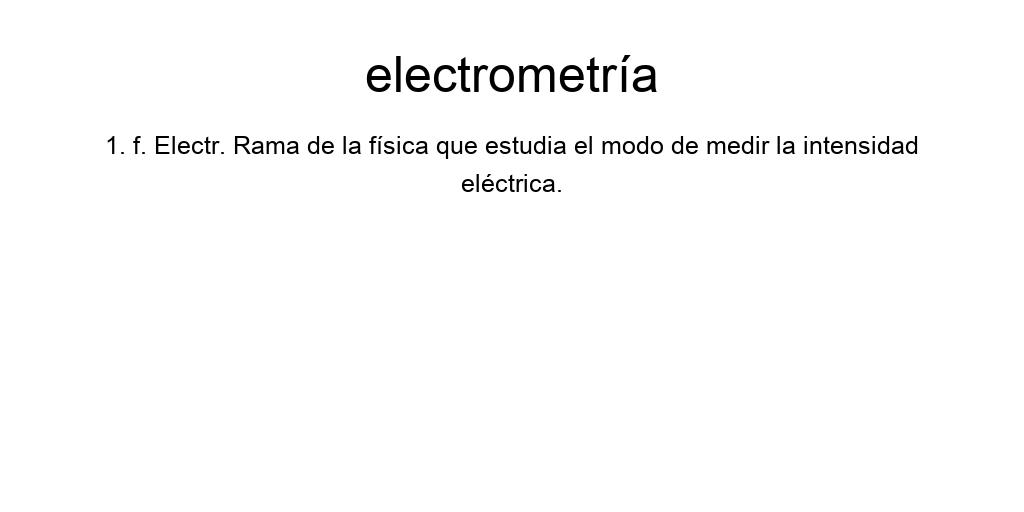 electrometría
1. f. Electr. Rama de la física que estudia el modo de medir la intensidad
eléctrica.